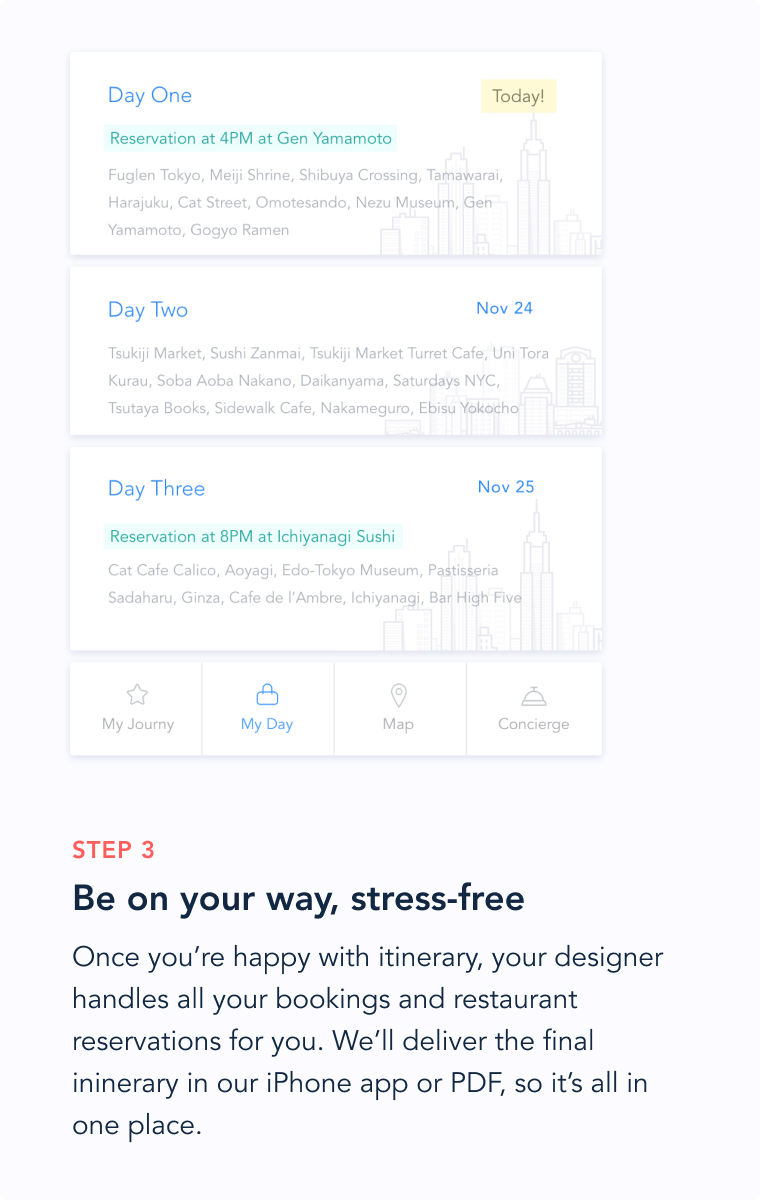 Day One
Today!
Reservation at 4PM at Gen Yamamoto
Fuglen Tokyo, Meiji Shrine, Shibuya Crossing, Tamawarai,
Harajuku, Cat Street, Omotesando, Nezu Museum, Gen
Yamamoto, Gogyo Ramen
Day Two
Nov 24
Tsukiji Market, Sushi Zanmai, Tsukiji Market Turret Cafe, Uni Tora
Kurau, Soba Aoba Nakano, Daikanyama, Saturdays NYC,
Tsutaya Books, Sidewalk Cafe, Nakameguro, Ebisu Yokocho
Day Three
Nov 25
Reservation at 8PM at Ichiyanagi Sushi
Cat Cafe Calico, Aoyagi, Edo-Tokyo Museum, Pastisseria
Sadaharu, Ginza, Cafe de l’Ambre, Ichiyanagi, Bar High Five
My Journy
My Day
Map
Concierge
STEP 3
Be on your way, stress-free
Once you’re happy with itinerary, your designer
handles all your bookings and restaurant
reservations for you. We’ll deliver the final
ininerary in our iPhone app or PDF, so it’s all in
one place.